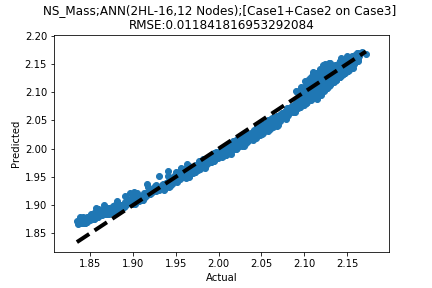 NS_Mass;ANN(2HL-16,12 Nodes);[Case1+Case2 on Case3]
RMSE:0.011841816953292084
2.20
2.15
2.10
2.05
2.00
1.95
1.90
1.85
Predicted
1.85 1.90 1.95 2.00 2.05 2.10 2.15
Actual